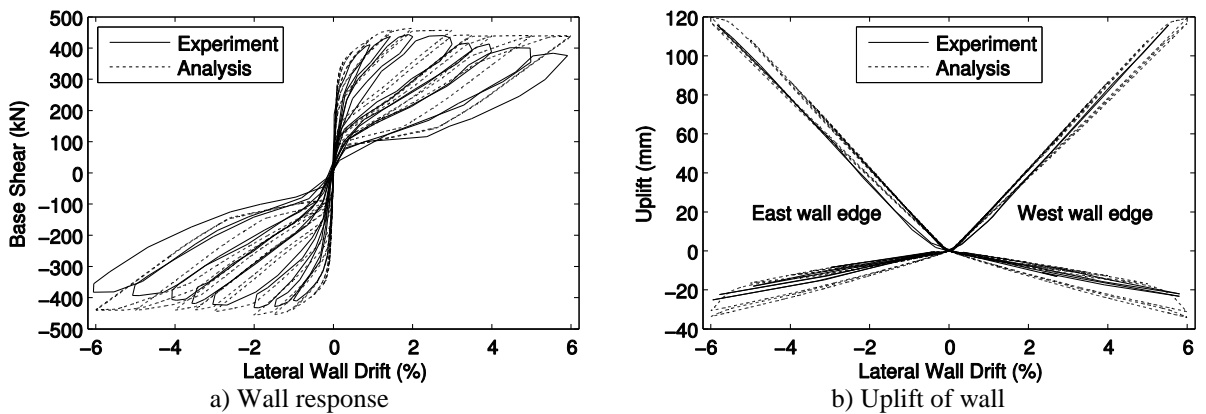 500
400
300
200
100
0
−100
−200
−300
−400
−500
Base Shear (kN)
Experiment
Analysis
−6 −4 −2 0 2 4 6
Lateral Wall Drift (%)
a) Wall response
120
100
80
60
40
20
0
−20
−40
Uplift (mm)
Experiment
Analysis
East wall edge
West wall edge
−6 −4 −2 0 2 4 6
Lateral Wall Drift (%)
b) Uplift of wall